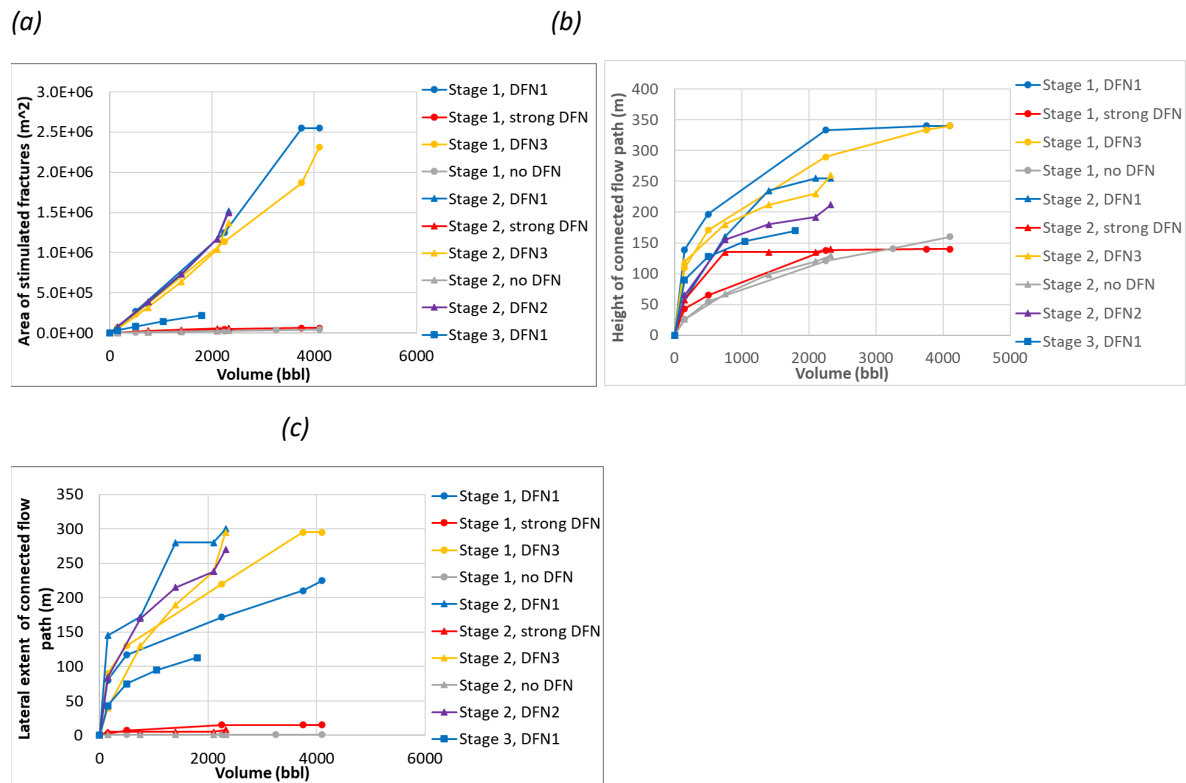 (a)
Area of stimulated fractures (m^2)
3.0E+06
2.5E+06
2.0E+06
1.5E+06
1.0E+06
5.0E+05
0.0E+00
0
2000
4000
6000
Volume (bbl)
Stage 1, DFN1
Stage 1, strong DFN
Stage 1, DFN3
Stage 1, no DFN
Stage 2, DFN1
Stage 2, strong DFN
Stage 2, DFN3
Stage 2, no DFN
Stage 2, DFN2
Stage 3, DFN1
(b)
Height of connected flow path (m)
400
350
300
250
200
150
100
50
0
0
1000
2000
3000
4000
5000
Volume (bbl)
Stage 1, DFN1
Stage 1, strong DFN
Stage 1, DFN3
Stage 1, no DFN
Stage 2, DFN1
Stage 2, strong DFN
Stage 2, DFN3
Stage 2, no DFN
Stage 2, DFN2
Stage 3, DFN1
(c)
Lateral extent of connected flow
path (m)
350
300
250
200
150
100
50
0
0
2000
4000
6000
Volume (bbl)
Stage 1, DFN1
Stage 1, strong DFN
Stage 1, DFN3
Stage 1, no DFN
Stage 2, DFN1
Stage 2, strong DFN
Stage 2, DFN3
Stage 2, no DFN
Stage 2, DFN2
Stage 3, DFN1